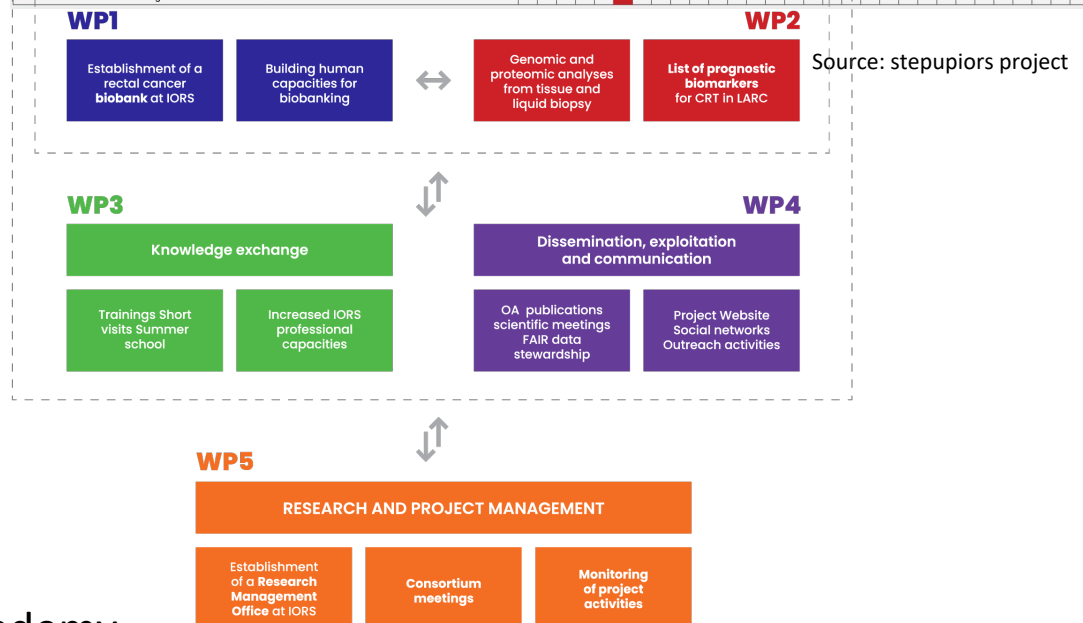 WP1
WP2
Establishment of a
rectal cancer
biobank at IORS
Building human
capacities for
biobanking
Genomic and
proteomic analyses
from tissue and
liquid biopsy
List of prognostic
biomarkers
for CRT in LARC
Source: stepupiors project
WP3
WP4
Knowledge exchange
Dissemination, exploitation
and communication
Trainings Short
visits Summer
school
Increased IORS
professional
capacities
OA publications
scientific meetings
FAIR data
stewardship
Project Website
Social networks
Outreach activities
WP5
RESEARCH AND PROJECT MANAGEMENT
Establishment
of a Research
Management
Office at IORS
Consortium
meetings
Monitoring
of project
activities